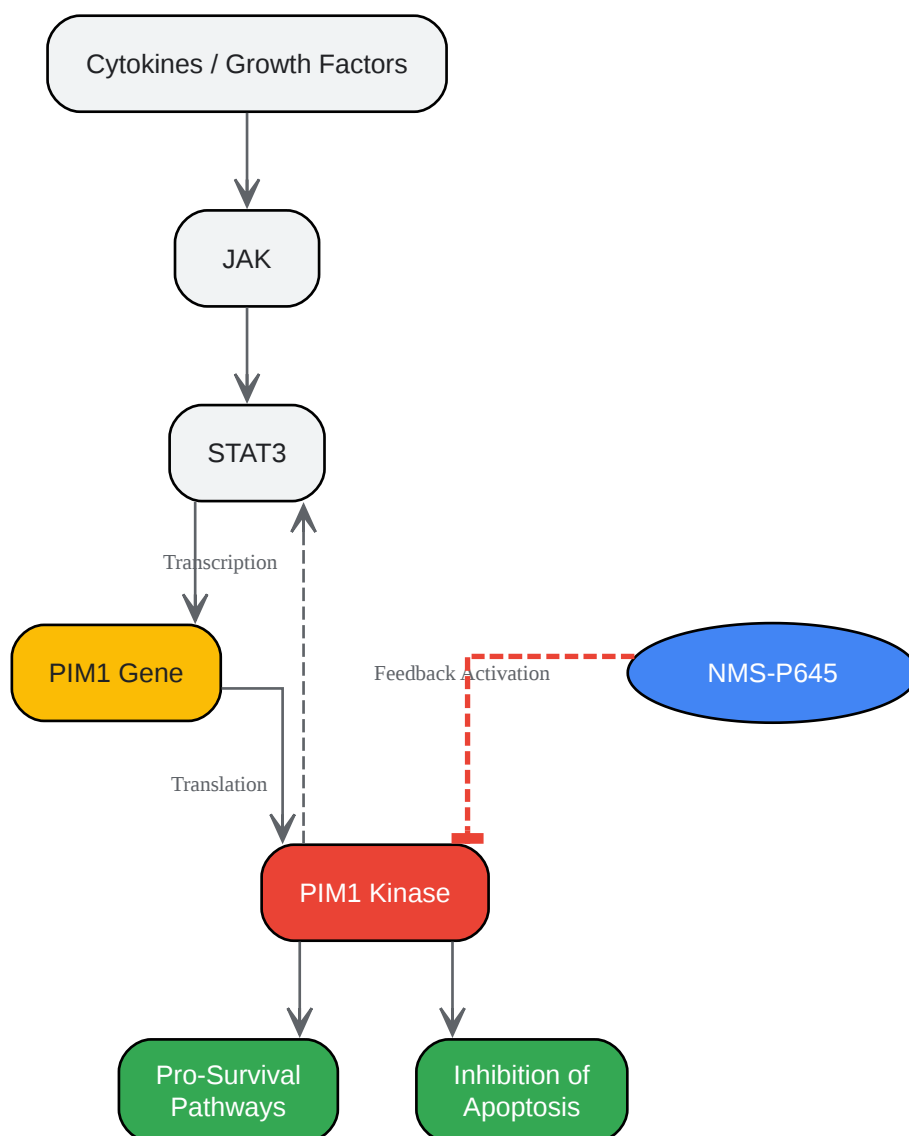 Cytokines / Growth Factors
JAK
STAT3
Transcription
PIM1 Gene
Feedback Activation
NMS-P645
Translation
PIM1 Kinase
Pro-Survival
Pathways
Inhibition of
Apoptosis